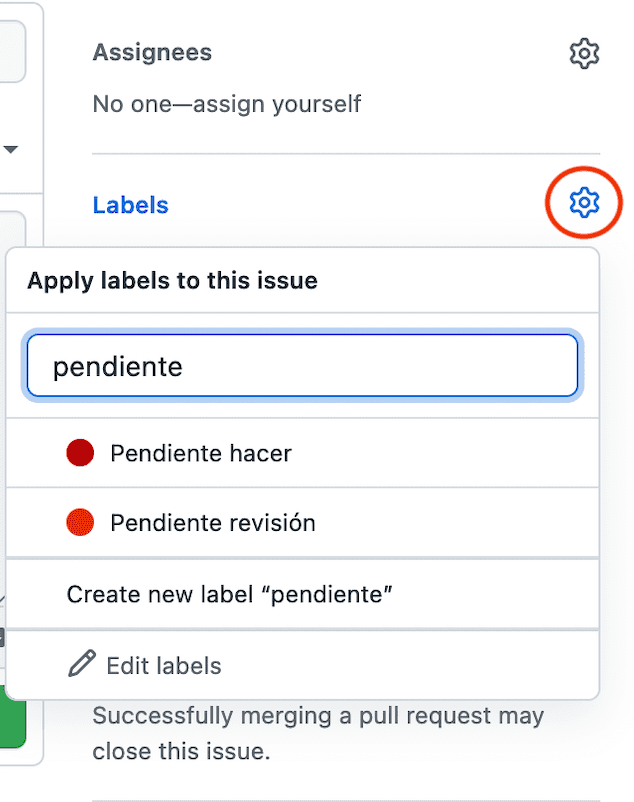 Assignees
No one—assign yourself
Labels
Apply labels to this issue
pendiente
Pendiente hacer
Pendiente revisión
Create new label “pendiente”
Edit labels
Successfully merging a pull request may
close this issue.